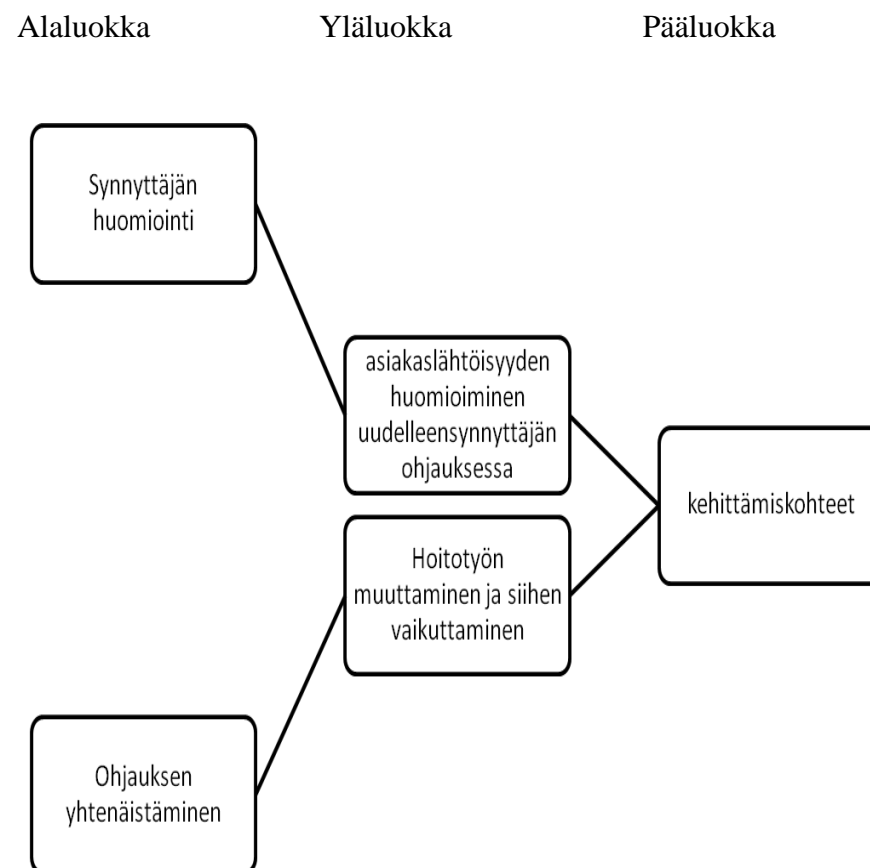 Alaluokka Yläluokka Pääluokka
Synnyttäjän
huomiointi
asiakaslähtöisyyden
huomioiminen
uudelleensynnyttäjän
ohjauksessa
kehittämiskohteet
Hoitotyön
muuttaminen ja siihen
vaikuttaminen
Ohjauksen
yhtenäistäminen